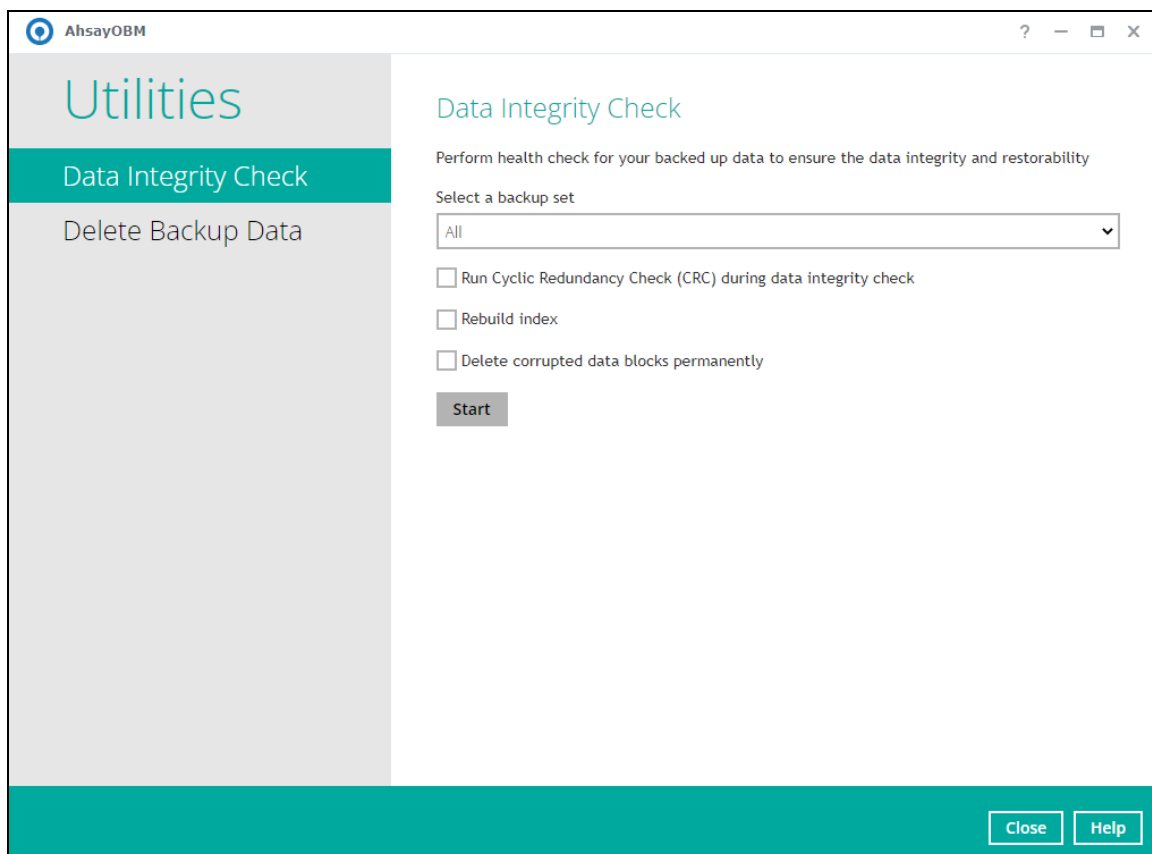 AhsayOBM
?
Utilities
Data Integrity Check
Delete Backup Data
Data Integrity Check
Perform health check for your backed up data to ensure the data integrity and restorability
Select a backup set
All
Run Cyclic Redundancy Check (CRC) during data integrity check
Rebuild index
Delete corrupted data blocks permanently
Start
Close
Help